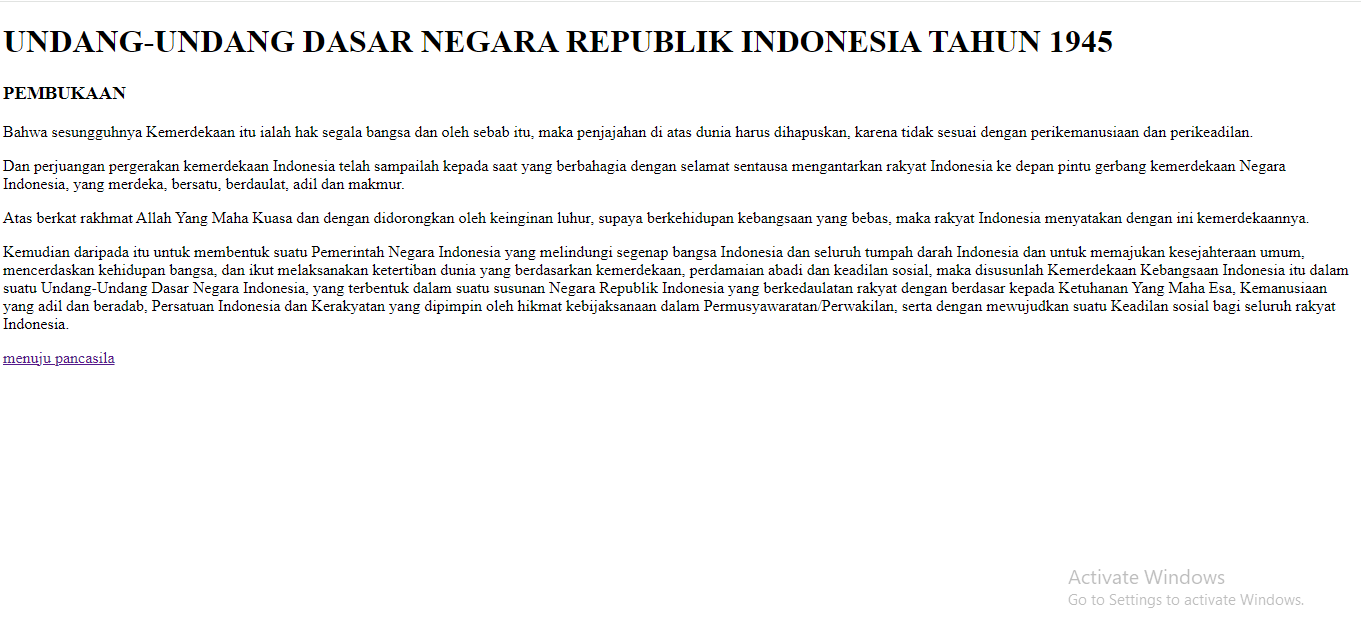 UNDANG-UNDANG DASAR NEGARA REPUBLIK INDONESIA TAHUN 1945
PEMBUKAAN
Bahwa sesungguhnya Kemerdekaan itu ialah hak segala bangsa dan oleh sebab itu, maka penjajahan di atas dunia harus dihapuskan, karena tidak sesuai dengan perikemanusiaan dan perikeadilan.
Dan perjuangan pergerakan kemerdekaan Indonesia telah sampailah kepada saat yang berbahagia dengan selamat sentausa mengantarkan rakyat Indonesia ke depan pintu gerbang kemerdekaan Negara
Indonesia, yang merdeka, bersatu, berdaulat, adil dan makmur.
Atas berkat rakhmat Allah Yang Maha Kuasa dan dengan didorongkan oleh keinginan luhur, supaya berkehidupan kebangsaan yang bebas, maka rakyat Indonesia menyatakan dengan ini kemerdekaannya.
Kemudian daripada itu untuk membentuk suatu Pemerintah Negara Indonesia yang melindungi segenap bangsa Indonesia dan seluruh tumpah darah Indonesia dan untuk memajukan kesejahteraan umum,
mencerdaskan kehidupan bangsa, dan ikut melaksanakan ketertiban dunia yang berdasarkan kemerdekaan, perdamaian abadi dan keadilan sosial, maka disusunlah Kemerdekaan Kebangsaan Indonesia itu dalam
suatu Undang-Undang Dasar Negara Indonesia, yang terbentuk dalam suatu susunan Negara Republik Indonesia yang berkedaulatan rakyat dengan berdasar kepada Ketuhanan Yang Maha Esa, Kemanusiaan
yang adil dan beradab, Persatuan Indonesia dan Kerakyatan yang dipimpin oleh hikmat kebijaksanaan dalam Permusyawaratan/Perwakilan, serta dengan mewujudkan suatu Keadilan sosial bagi seluruh rakyat
Indonesia.
menuju pancasila
Activate Windows
Go to Settings to activate Windows.